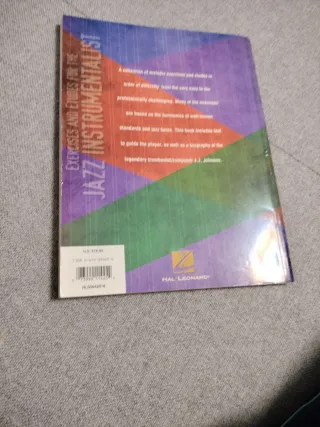 EXERCISES AND ETUDES FOR THE
JAZZ INSTRUMENTALIST
A collection of melodic exercises and studies in
order of difficulty from the very easy to the
professionally challenging. Many of the exercises
are based on the harmonies of well-known
standards and jazz tunes. This book includes text
to guide the player, as well as a biography of the
legendary trombonist/composer J.J. Johnson.
HAL•LEONARD®